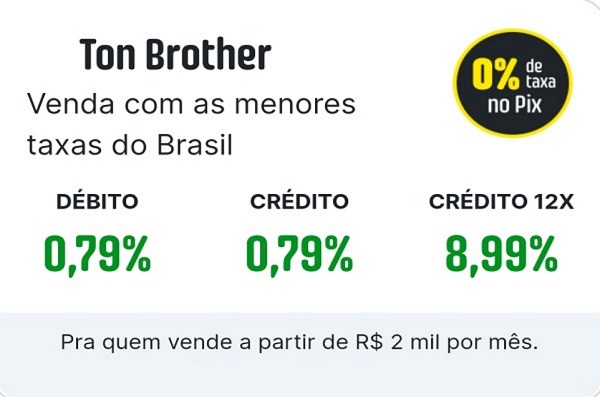 Ton Brother
0% de
taxa
no Pix
Venda com as menores
taxas do Brasil
DÉBITO CRÉDITO CRÉDITO 12X
0,79% 0,79% 8,99%
Pra quem vende a partir de R$ 2 mil por mês.